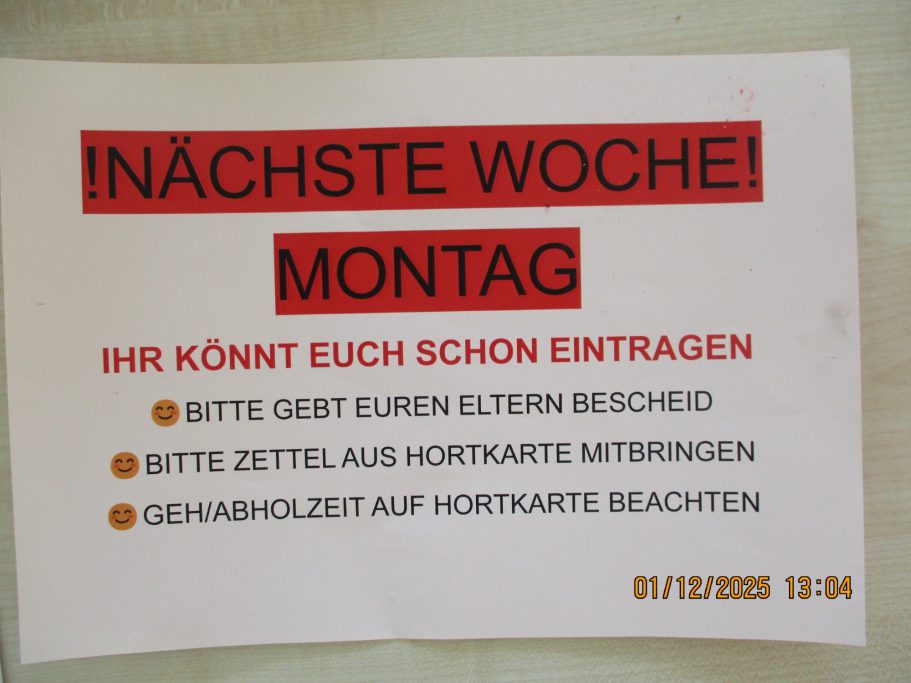 !NÄCHSTE WOCHE!
MONTAG
IHR KÖNNT EUCH SCHON EINTRAGEN
😊 BITTE GEBT EUREN ELTERN BESCHEID
😊 BITTE ZETTEL AUS HORTKARTE MITBRINGEN
😊 GEH/ABHOLZEIT AUF HORTKARTE BEACHTEN
01/12/2025 13:04